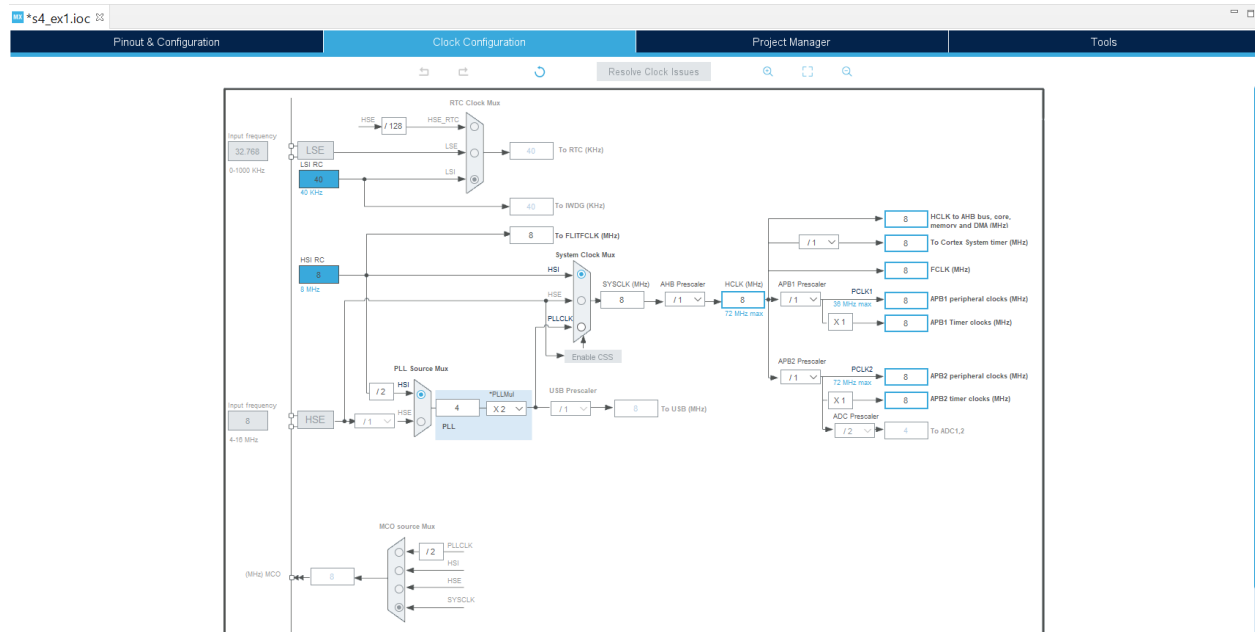 MX *s4_ex1.ioc
Pinout & Configuration
Clock Configuration
Project Manager
Tools
Resolve Clock Issues
RTC Clock Mux
HSE
/ 128
HSE_RTC
Input frequency
32.768
0-1000 KHz
LSE
LSE
40
To RTC (KHz)
LSI RC
40
40 KHz
LSI
40
To IWDG (KHz)
8
To FLITFCLK (MHz)
HSI RC
8
8 MHz
System Clock Mux
HSI
HSE
PLLCLK
SYSCLK (MHz)
8
AHB Prescaler
/ 1
HCLK (MHz)
8
72 MHz max
APB1 Prescaler
/ 1
8
HCLK to AHB bus, core,
memory and DMA (MHz)
/ 1
8
To Cortex System timer (MHz)
8
FCLK (MHz)
PCLK1
36 MHz max
8
APB1 peripheral clocks (MHz)
X 1
8
APB1 Timer clocks (MHz)
Enable CSS
APB2 Prescaler
/ 1
PCLK2
72 MHz max
8
APB2 peripheral clocks (MHz)
X 1
8
APB2 timer clocks (MHz)
ADC Prescaler
/ 2
4
To ADC1,2
PLL Source Mux
/ 2
HSI
HSE
*PLLMul
4
X 2
PLL
USB Prescaler
/ 1
8
To USB (MHz)
Input frequency
8
4-16 MHz
HSE
/ 1
MCO source Mux
PLLCLK
/ 2
HSI
HSE
SYSCLK
(MHz) MCO
8